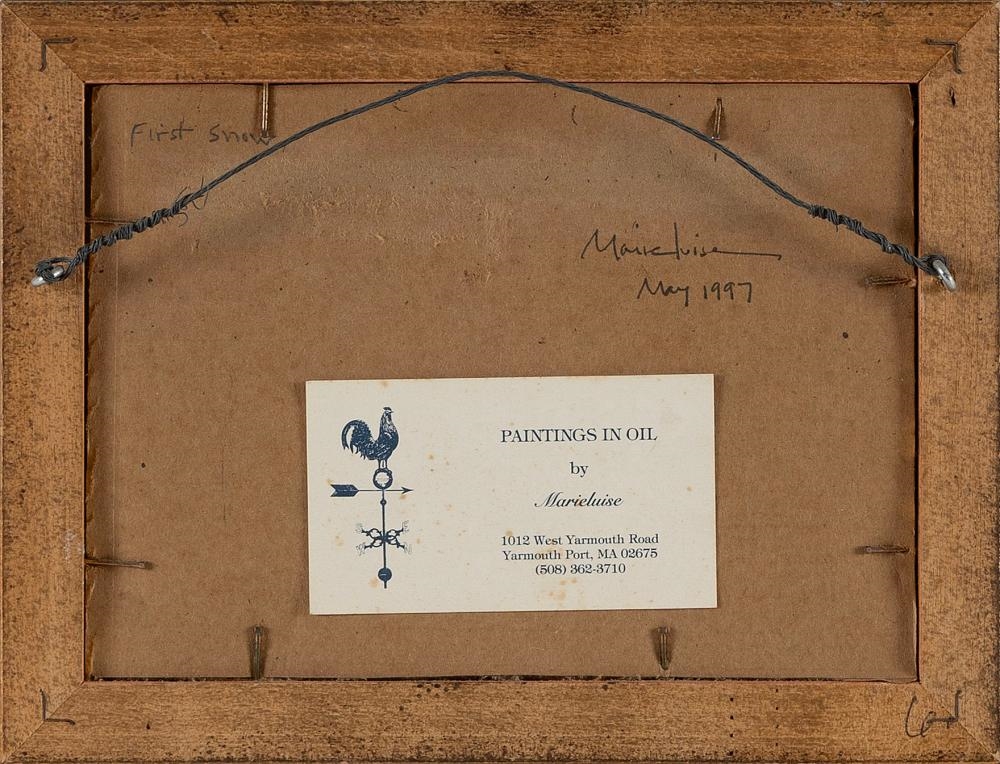 First Snow
Marieluise
May 1997
PAINTINGS IN OIL
by
Marieluise
1012 West Yarmouth Road
Yarmouth Port, MA 02675
(508) 362-3710